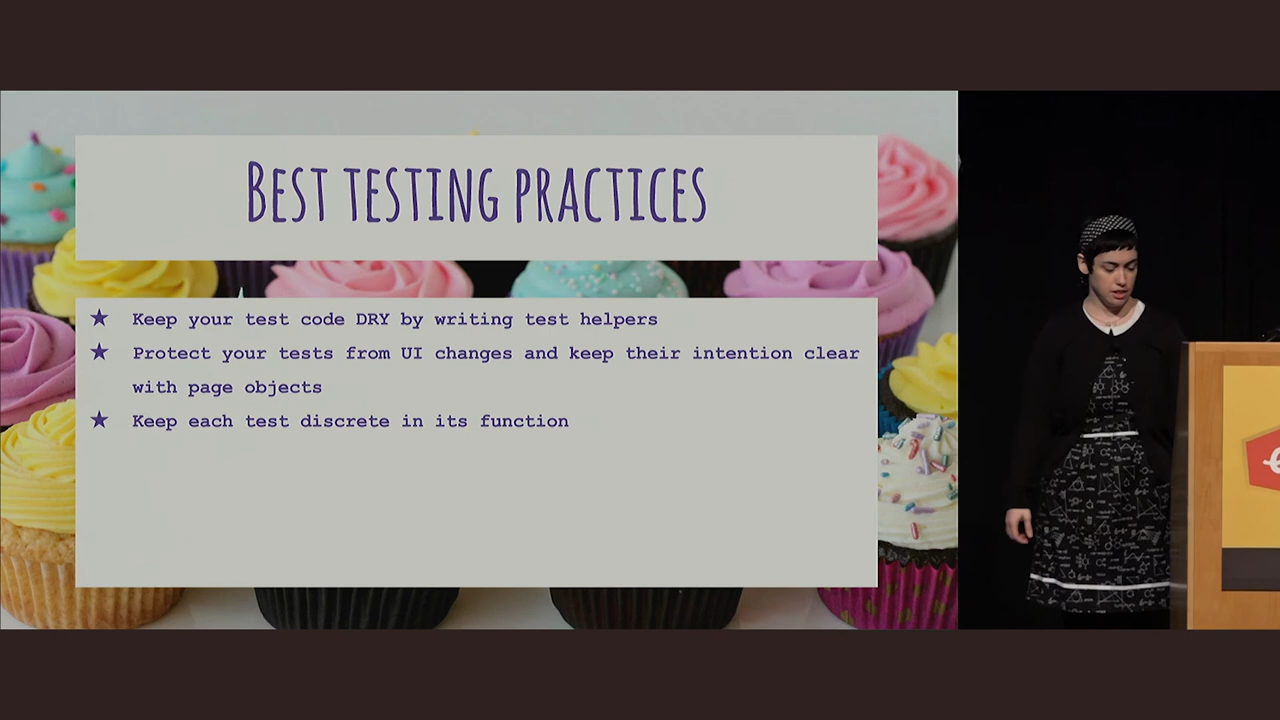 Best testing practices
★ Keep your test code DRY by writing test helpers
★ Protect your tests from UI changes and keep their intention clear
with page objects
★ Keep each test discrete in its function